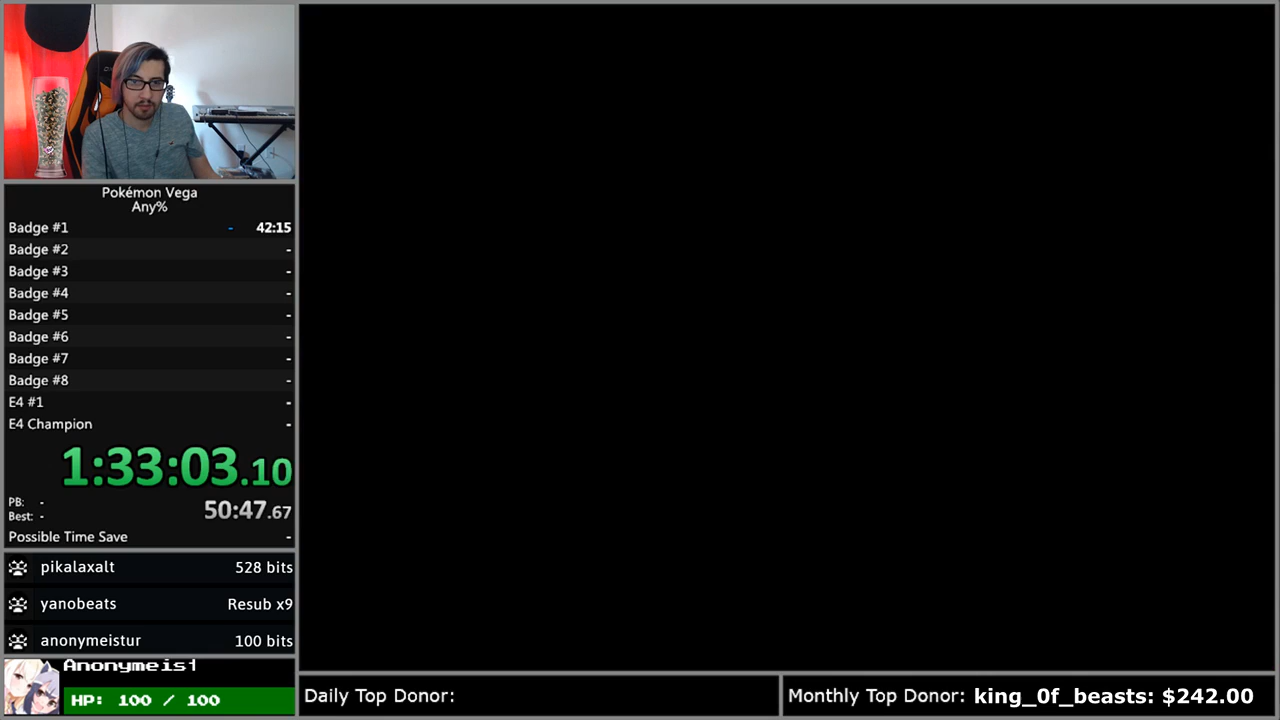 Pokémon Vega
Any%
Badge #1 - 42:15
Badge #2 -
Badge #3 -
Badge #4 -
Badge #5 -
Badge #6 -
Badge #7 -
Badge #8 -
E4 #1 -
E4 Champion -
1:33:03.10
PB: - 50:47.67
Best: -
Possible Time Save -
pikalaxalt 528 bits
yanobeats Resub x9
anonymeistur 100 bits
Anonymeist
HP: 100 / 100
Daily Top Donor:
Monthly Top Donor: king_0f_beasts: $242.00